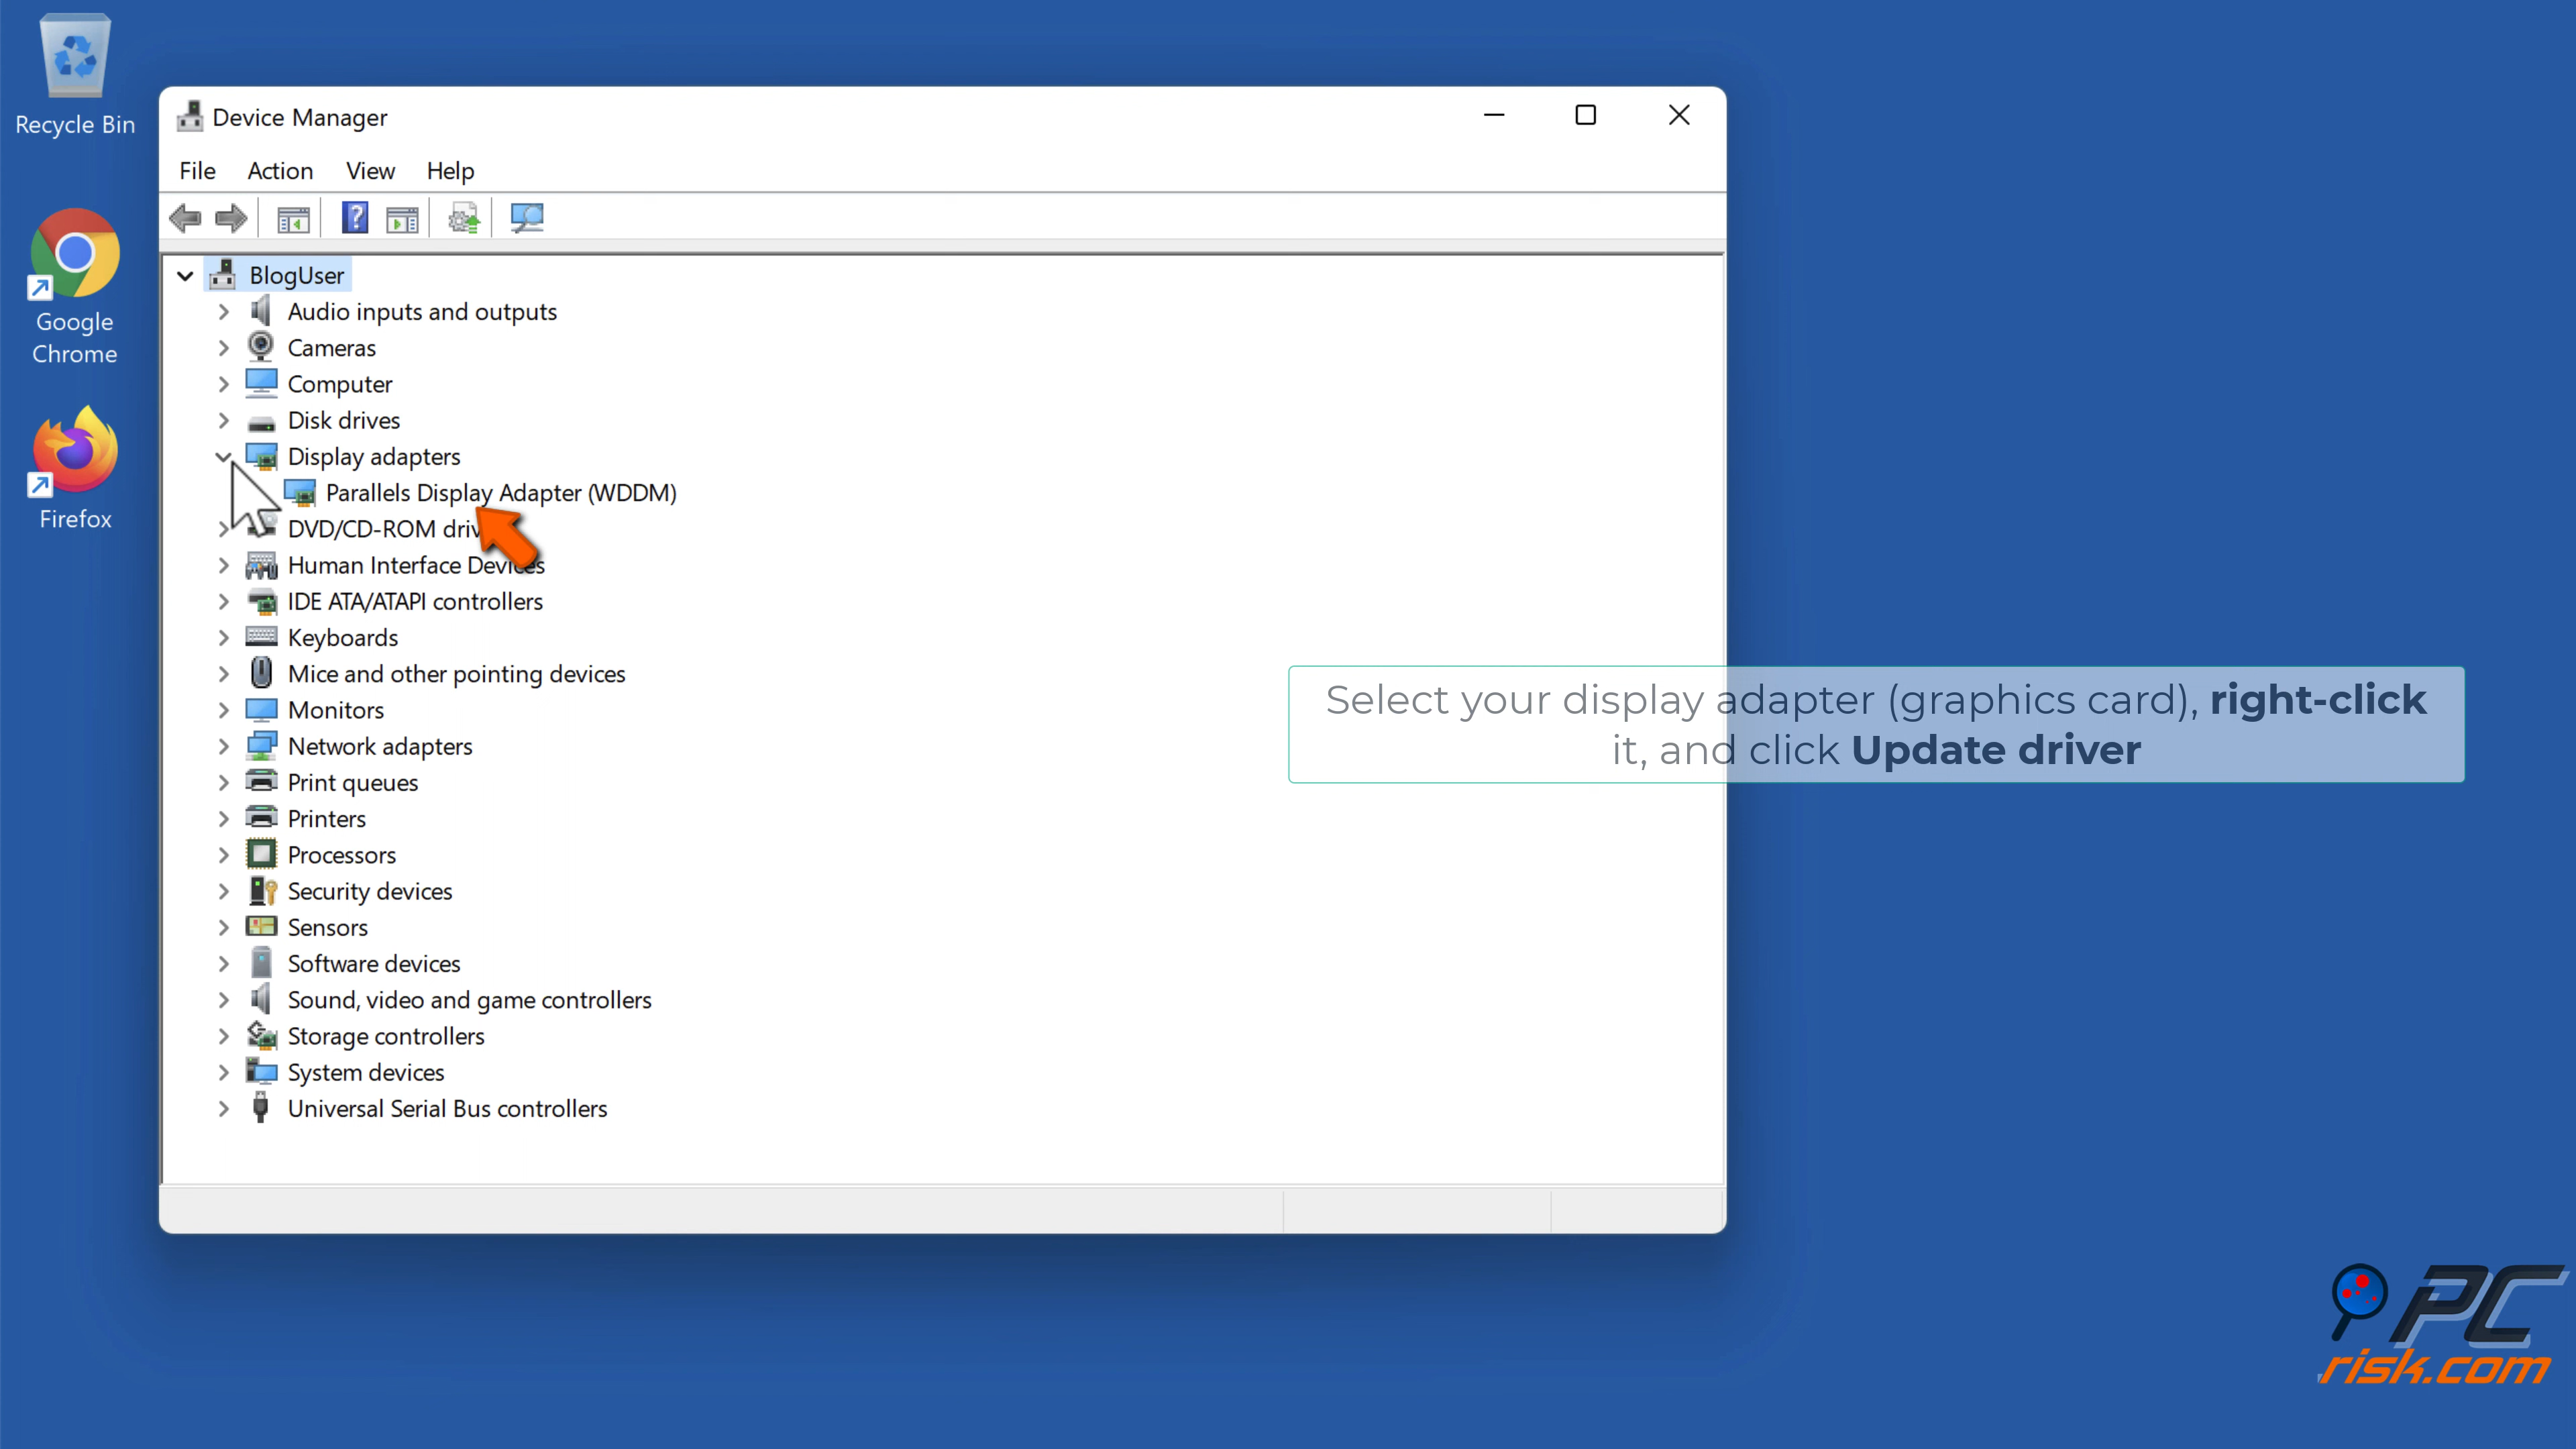 Recycle Bin
Google
Chrome
Firefox
Device Manager
File Action View Help
BlogUser
Audio inputs and outputs
Cameras
Computer
Disk drives
Display adapters
Parallels Display Adapter (WDDM)
DVD/CD-ROM driv
Human Interface Devices
IDE ATA/ATAPI controllers
Keyboards
Mice and other pointing devices
Monitors
Network adapters
Print queues
Printers
Processors
Security devices
Sensors
Software devices
Sound, video and game controllers
Storage controllers
System devices
Universal Serial Bus controllers
Select your display adapter (graphics card), right-click
it, and click Update driver
PC
risk.com